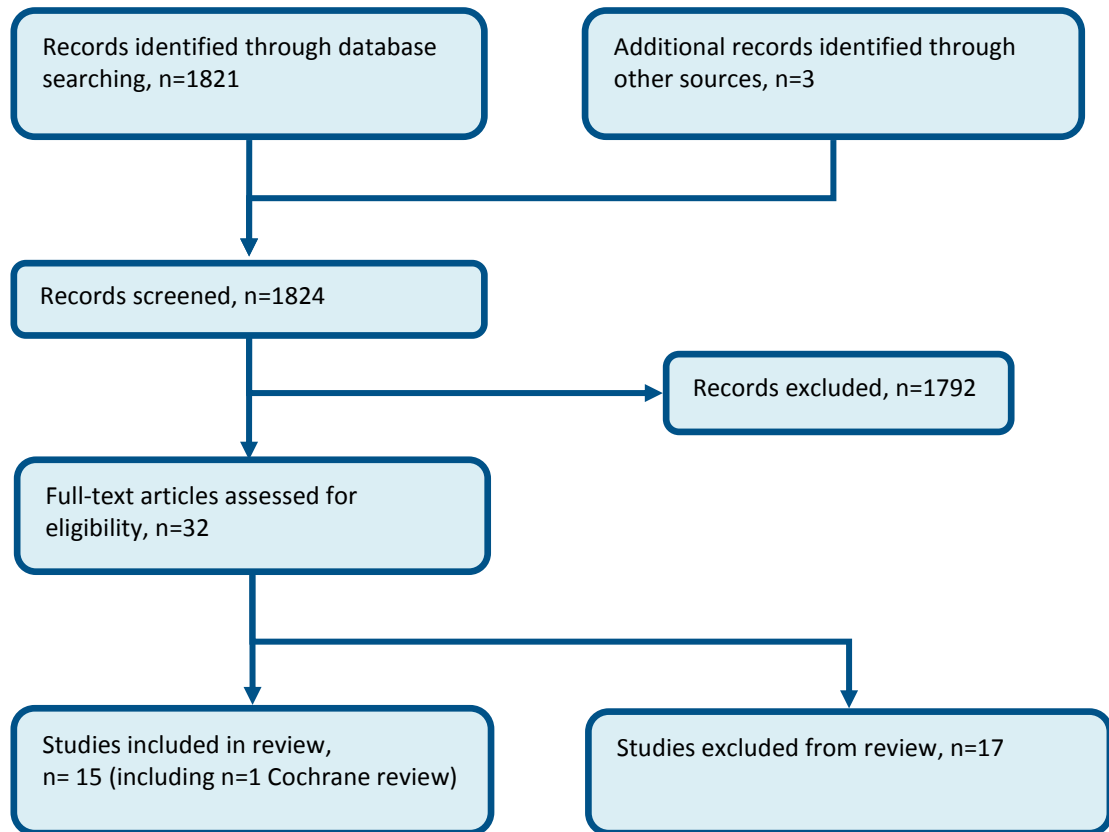 Records identified through database
searching, n=1821
Additional records identified through
other sources, n=3
Records screened, n=1824
Records excluded, n=1792
Full-text articles assessed for
eligibility, n=32
Studies included in review,
n= 15 (including n=1 Cochrane review)
Studies excluded from review, n=17